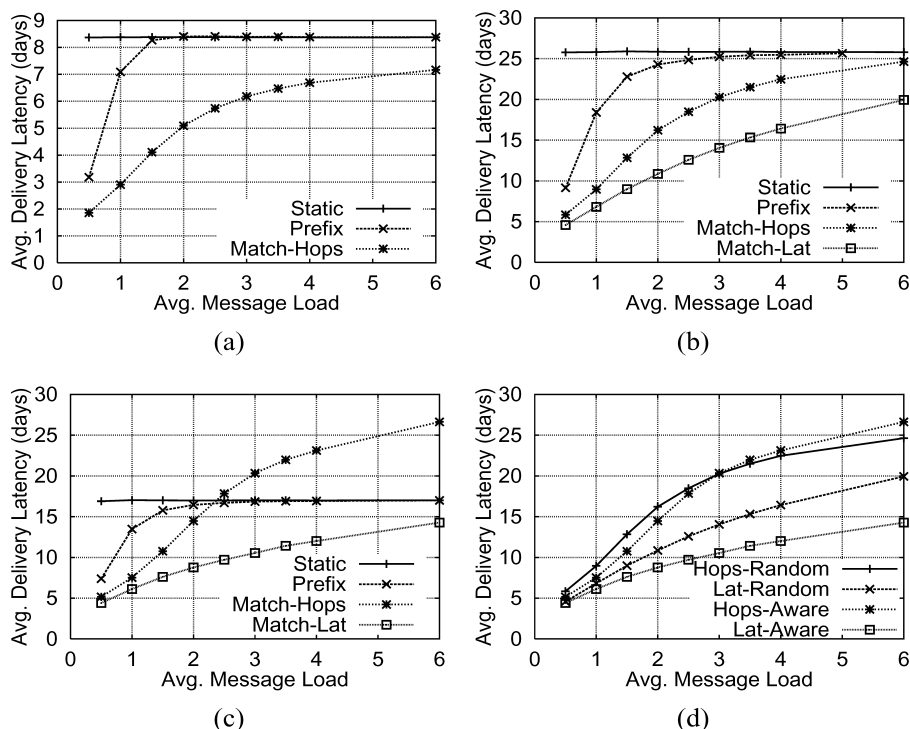 Avg. Delivery Latency (days)
9
8
7
6
5
4
3
2
1
0
Static
Prefix
Match-Hops
0 1 2 3 4 5 6
Avg. Message Load
(a)
Avg. Delivery Latency (days)
30
25
20
15
10
5
0
Static
Prefix
Match-Hops
Match-Lat
0 1 2 3 4 5 6
Avg. Message Load
(b)
Avg. Delivery Latency (days)
30
25
20
15
10
5
0
Static
Prefix
Match-Hops
Match-Lat
0 1 2 3 4 5 6
Avg. Message Load
(c)
Avg. Delivery Latency (days)
30
25
20
15
10
5
0
Hops-Random
Lat-Random
Hops-Aware
Lat-Aware
0 1 2 3 4 5 6
Avg. Message Load
(d)